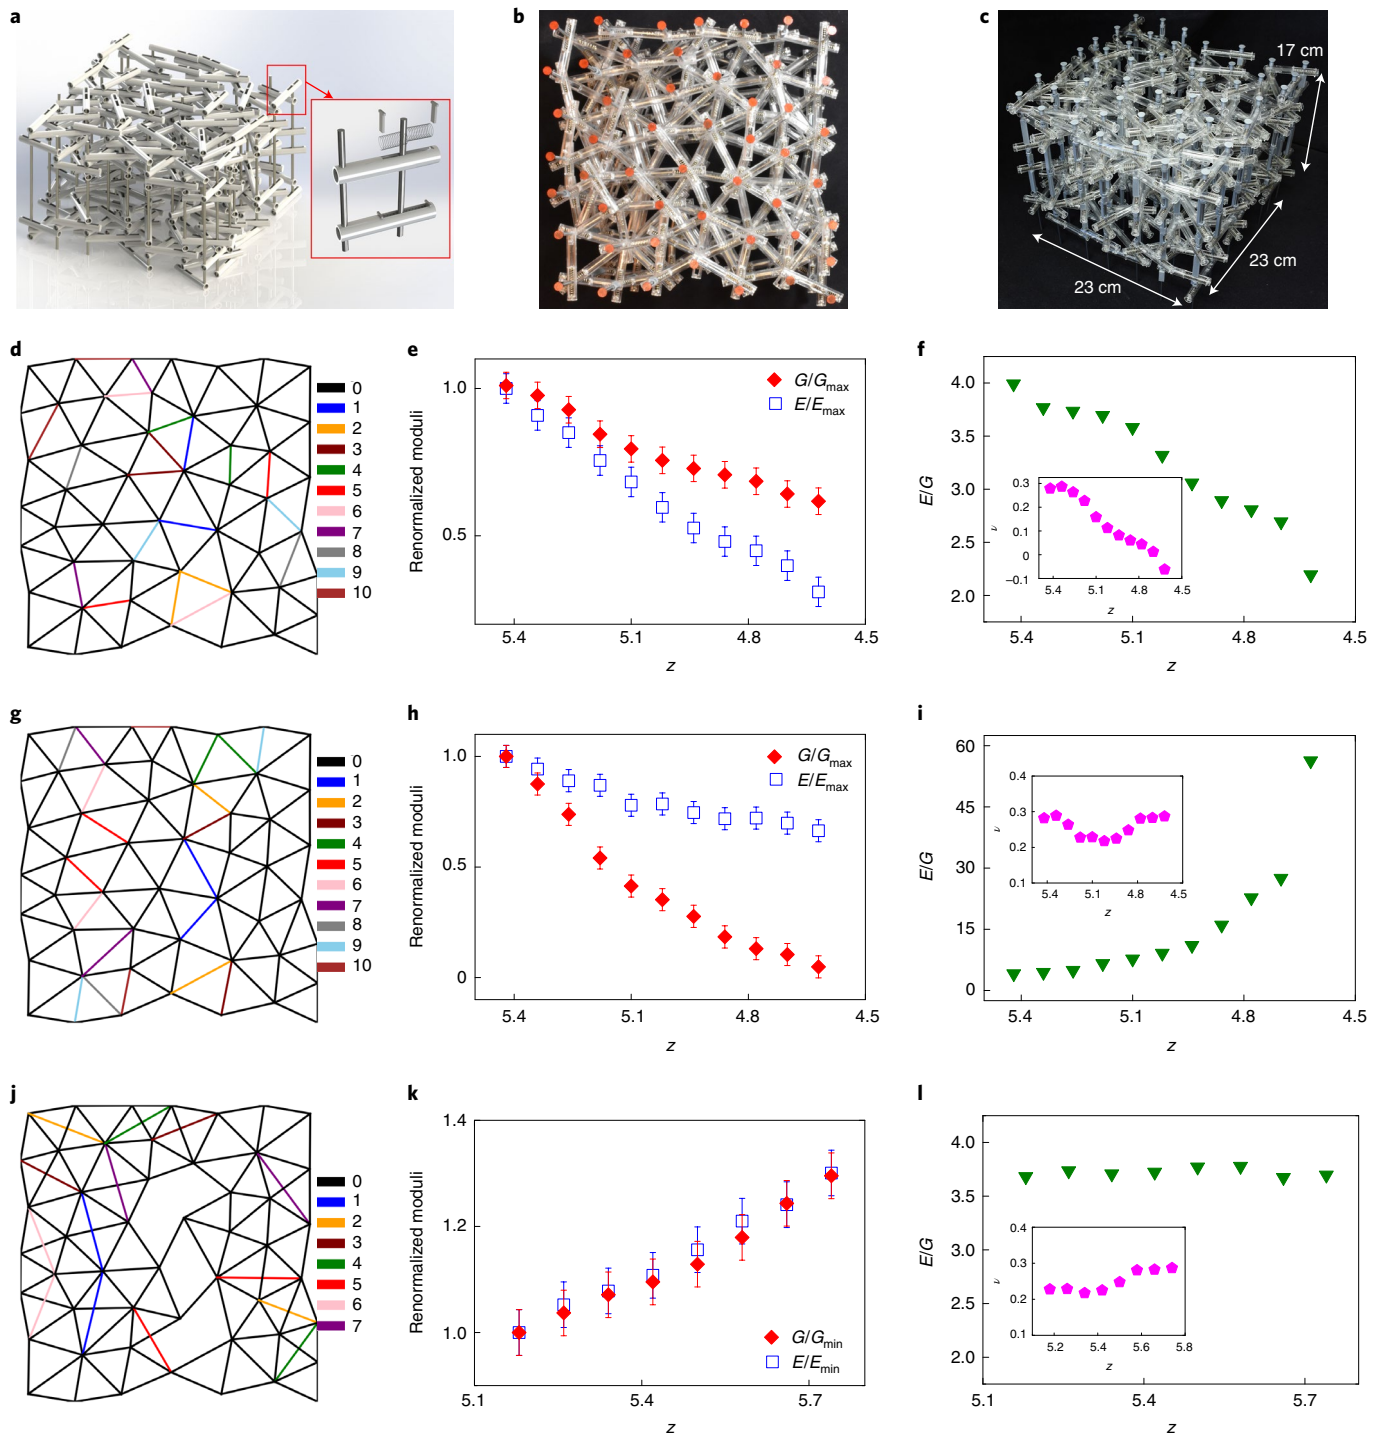 a
b
c
17 cm
23 cm
23 cm
d
0
1
2
3
4
5
6
7
8
9
10
e
Renormalized moduli
1.0
0.5
G/Gmax
E/Emax
5.4 5.1 4.8 4.5
z
f
E/G
4.0
3.5
3.0
2.5
2.0
ν
0.3
0.2
0.1
0
–0.1
5.4 5.1 4.8 4.5
z
5.4 5.1 4.8 4.5
z
g
0
1
2
3
4
5
6
7
8
9
10
h
Renormalized moduli
1.0
0.5
0
G/Gmax
E/Emax
5.4 5.1 4.8 4.5
z
i
E/G
60
45
30
15
0
ν
0.4
0.3
0.2
0.1
5.4 5.1 4.8 4.5
z
5.4 5.1 4.8 4.5
z
j
0
1
2
3
4
5
6
7
k
Renormalized moduli
1.4
1.2
1.0
G/Gmin
E/Emin
5.1 5.4 5.7
z
l
E/G
4.0
3.5
3.0
2.5
2.0
ν
0.4
0.3
0.2
0.1
5.2 5.4 5.6 5.8
z
5.1 5.4 5.7
z